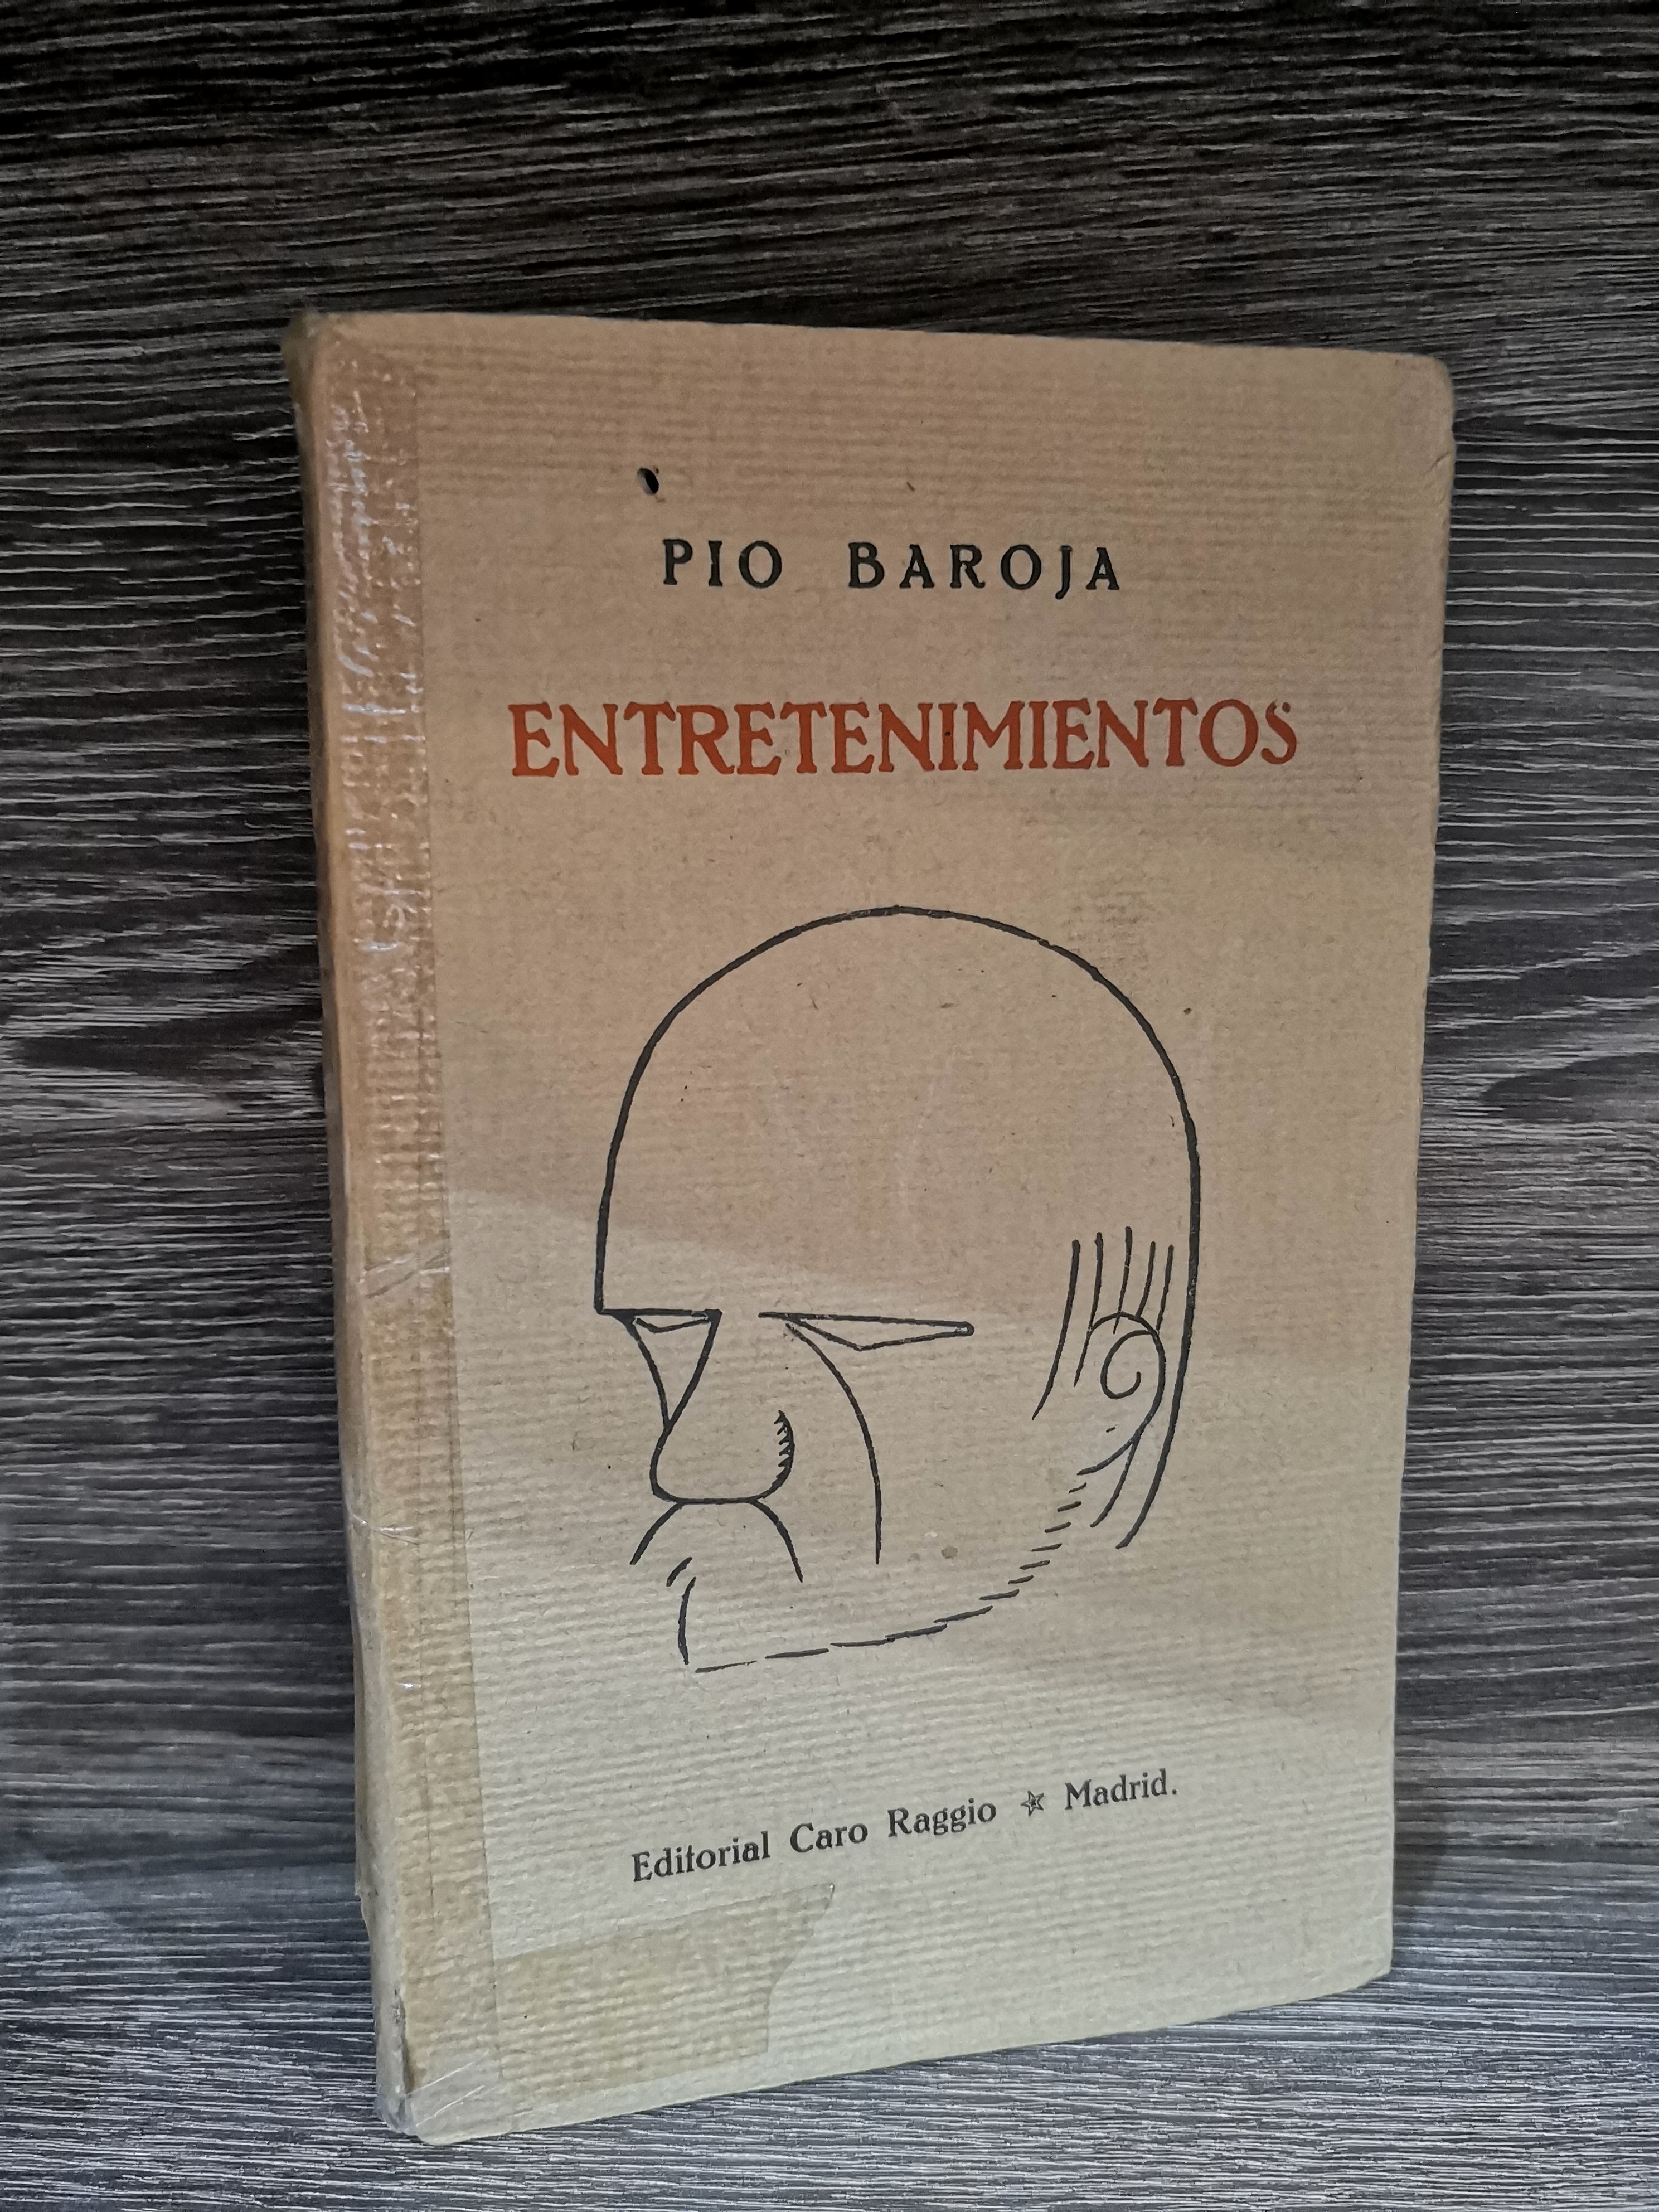 PIO BAROJA
ENTRETENIMIENTOS
Editorial Caro Raggio ☆ Madrid.